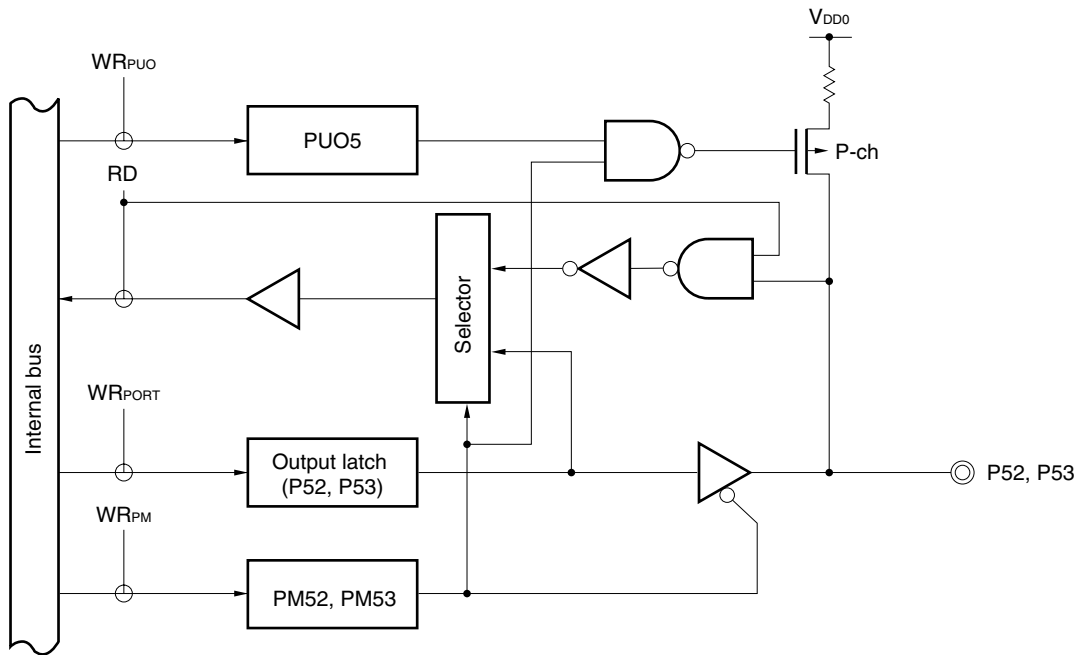 VDD0
WRPUO
PUO5
P-ch
RD
Selector
Internal bus
WRPORT
Output latch
(P52, P53)
P52, P53
WRPM
PM52, PM53